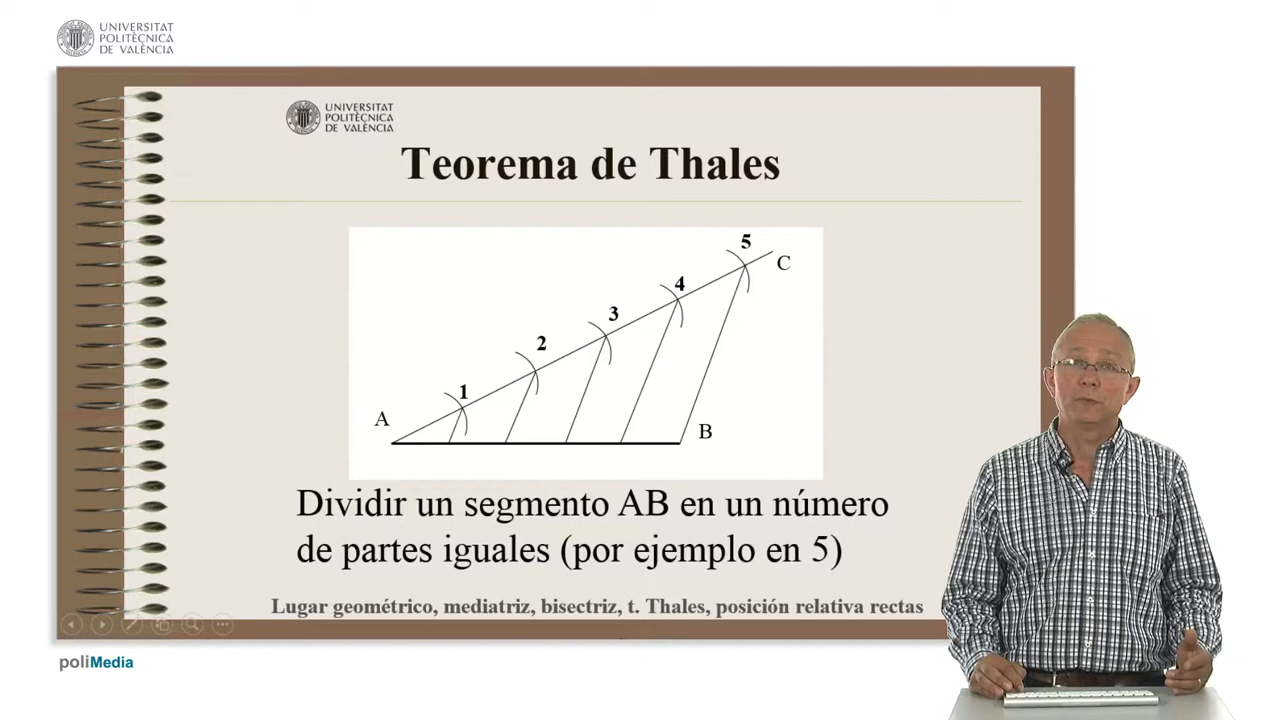 UNIVERSITAT
POLITÈCNICA
DE VALÈNCIA
UNIVERSITAT
POLITÈCNICA
DE VALÈNCIA
Teorema de Thales
5
C
4
3
2
1
A
B
Dividir un segmento AB en un número
de partes iguales (por ejemplo en 5)
Lugar geométrico, mediatriz, bisectriz, t. Thales, posición relativa rectas
poliMedia